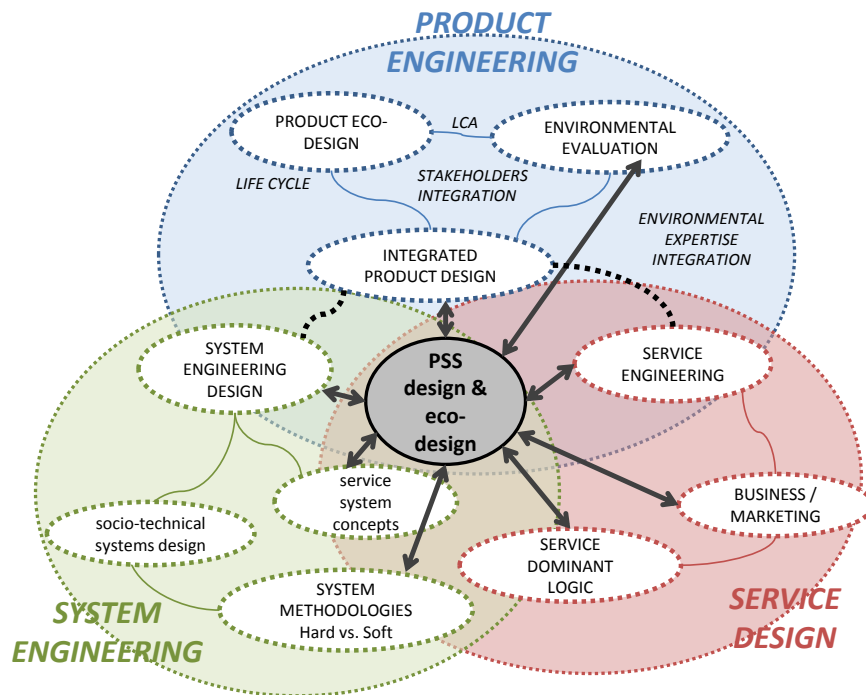 PRODUCT
ENGINEERING
PRODUCT ECO-
DESIGN
LCA
ENVIRONMENTAL
EVALUATION
LIFE CYCLE
STAKEHOLDERS
INTEGRATION
ENVIRONMENTAL
EXPERTISE
INTEGRATION
INTEGRATED
PRODUCT DESIGN
SYSTEM
ENGINEERING
DESIGN
PSS
design &
eco-
design
SERVICE
ENGINEERING
service
system
concepts
BUSINESS /
MARKETING
socio-technical
systems design
SERVICE
DOMINANT
LOGIC
SYSTEM
METHODOLOGIES
Hard vs. Soft
SYSTEM
ENGINEERING
SERVICE
DESIGN